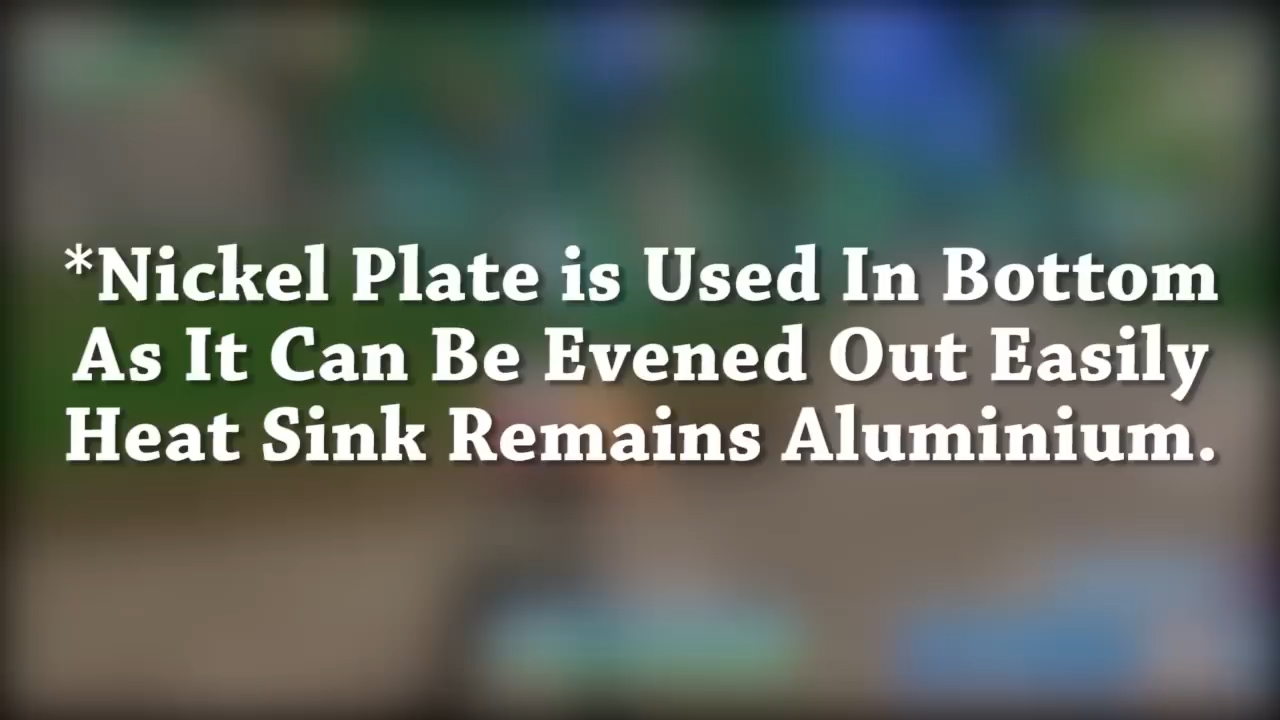 *Nickel Plate is Used In Bottom
As It Can Be Evened Out Easily
Heat Sink Remains Aluminium.